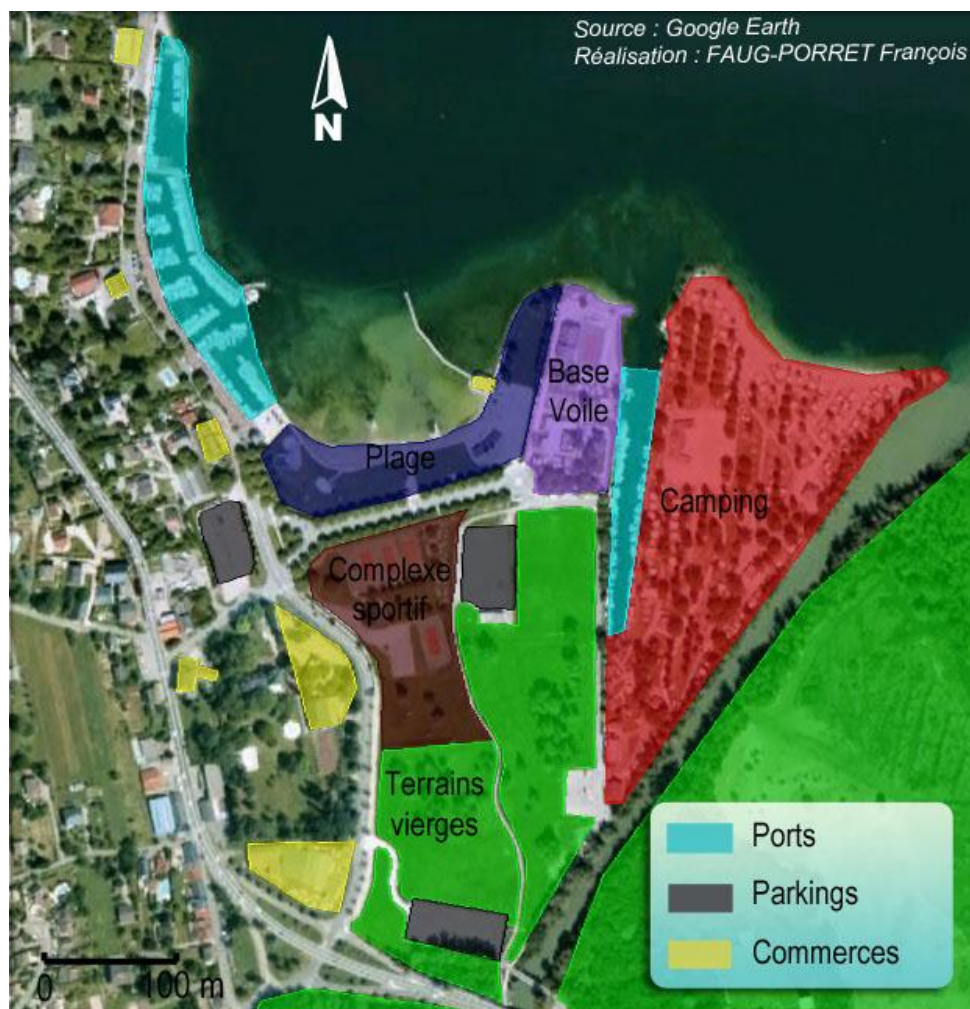 Source : Google Earth
Réalisation : FAUG-PORRET François
N
Base
Voile
Plage
Camping
Complexe
sportif
Terrains
vierges
Ports
Parkings
Commerces
0 100 m